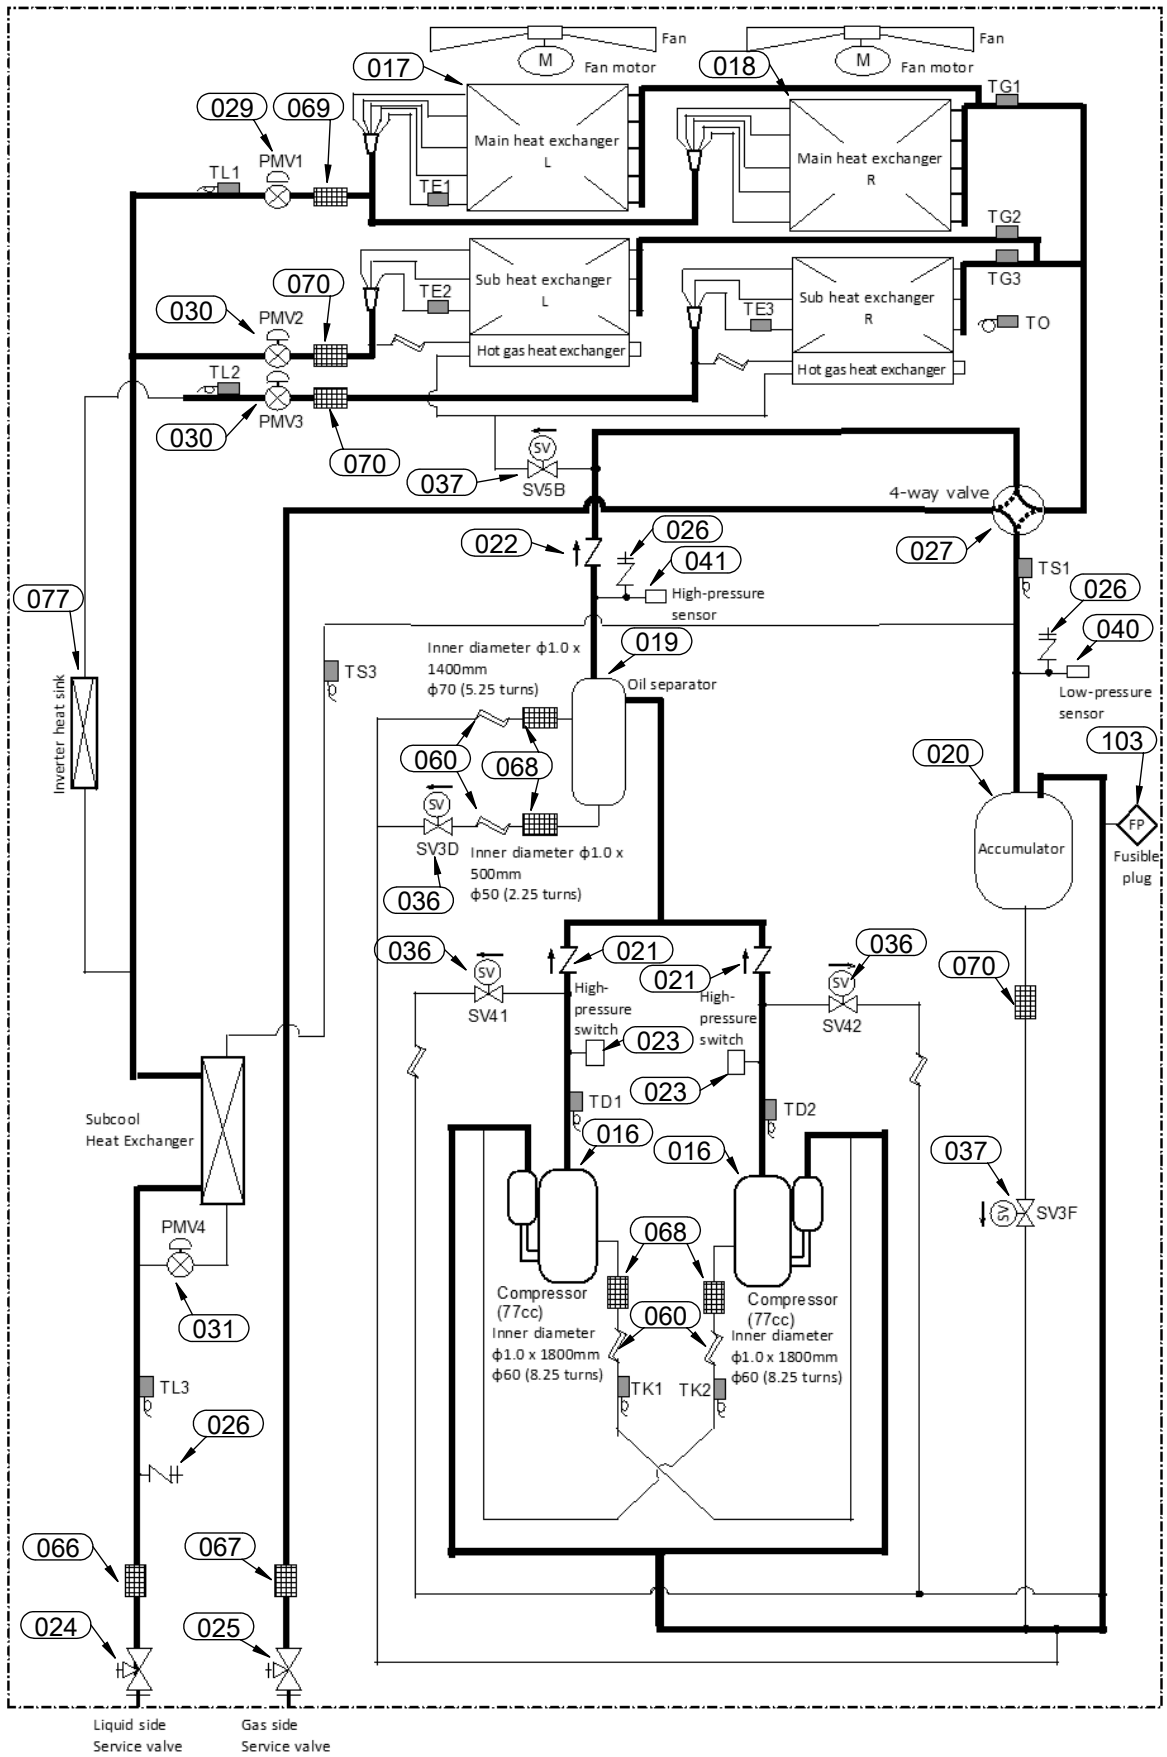 Fan
Fan
M
M
Fan motor
Fan motor
017
018
TG1
029
069
PMV1
TL1
TE1
Main heat exchanger
L
Main heat exchanger
R
TG2
TG3
070
030
PMV2
TE2
Sub heat exchanger
L
TE3
Sub heat exchanger
R
TO
Hot gas heat exchanger
Hot gas heat exchanger
TL2
PMV3
030
070
SV
037
SV5B
4-way valve
027
022
026
041
High-pressure
sensor
TS1
026
040
Low-pressure
sensor
077
Inverter heat sink
TS3
Inner diameter ϕ1.0 x
1400mm
ϕ70 (5.25 turns)
019
Oil separator
060
068
SV
SV3D
Inner diameter ϕ1.0 x
500mm
ϕ50 (2.25 turns)
036
020
Accumulator
103
FP
Fusible
plug
036
SV
SV41
021
021
High-
pressure
switch
High-
pressure
switch
036
SV
SV42
070
023
023
TD1
TD2
016
016
Subcool
Heat Exchanger
037
SV
SV3F
PMV4
031
068
Compressor
(77cc)
Inner diameter
ϕ1.0 x 1800mm
ϕ60 (8.25 turns)
060
Compressor
(77cc)
Inner diameter
ϕ1.0 x 1800mm
ϕ60 (8.25 turns)
TK1
TK2
TL3
026
066
067
024
025
Liquid side
Service valve
Gas side
Service valve